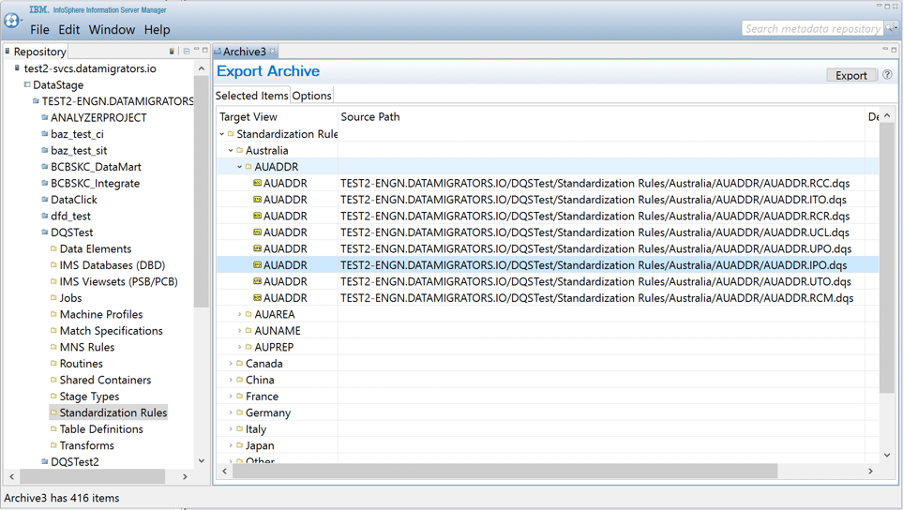 IBM. InfoSphere Information Server Manager
File Edit Window Help
Search metadata repository
Repository
test2-svcs.datamigrators.io
DataStage
TEST2-ENGN.DATAMIGRATORS
ANALYZERPROJECT
baz_test_ci
baz_test_sit
BCBSKC_DataMart
BCBSKC_Integrate
DataClick
dfd_test
DQSTest
Data Elements
IMS Databases (DBD)
IMS Viewsets (PSB/PCB)
Jobs
Machine Profiles
Match Specifications
MNS Rules
Routines
Shared Containers
Stage Types
Standardization Rules
Table Definitions
Transforms
DQSTest2
Archive3
Export Archive
Export
Selected Items Options
Target View Source Path De
Standardization Rule
Australia
AUADDR
AUADDR TEST2-ENGN.DATAMIGRATORS.IO/DQSTest/Standardization Rules/Australia/AUADDR/AUADDR.RCC.dqs
AUADDR TEST2-ENGN.DATAMIGRATORS.IO/DQSTest/Standardization Rules/Australia/AUADDR/AUADDR.ITO.dqs
AUADDR TEST2-ENGN.DATAMIGRATORS.IO/DQSTest/Standardization Rules/Australia/AUADDR/AUADDR.RCR.dqs
AUADDR TEST2-ENGN.DATAMIGRATORS.IO/DQSTest/Standardization Rules/Australia/AUADDR/AUADDR.UCL.dqs
AUADDR TEST2-ENGN.DATAMIGRATORS.IO/DQSTest/Standardization Rules/Australia/AUADDR/AUADDR.UPO.dqs
AUADDR TEST2-ENGN.DATAMIGRATORS.IO/DQSTest/Standardization Rules/Australia/AUADDR/AUADDR.IPO.dqs
AUADDR TEST2-ENGN.DATAMIGRATORS.IO/DQSTest/Standardization Rules/Australia/AUADDR/AUADDR.UTO.dqs
AUADDR TEST2-ENGN.DATAMIGRATORS.IO/DQSTest/Standardization Rules/Australia/AUADDR/AUADDR.RCM.dqs
AUAREA
AUNAME
AUPREP
Canada
China
France
Germany
Italy
Japan
Other
Archive3 has 416 items